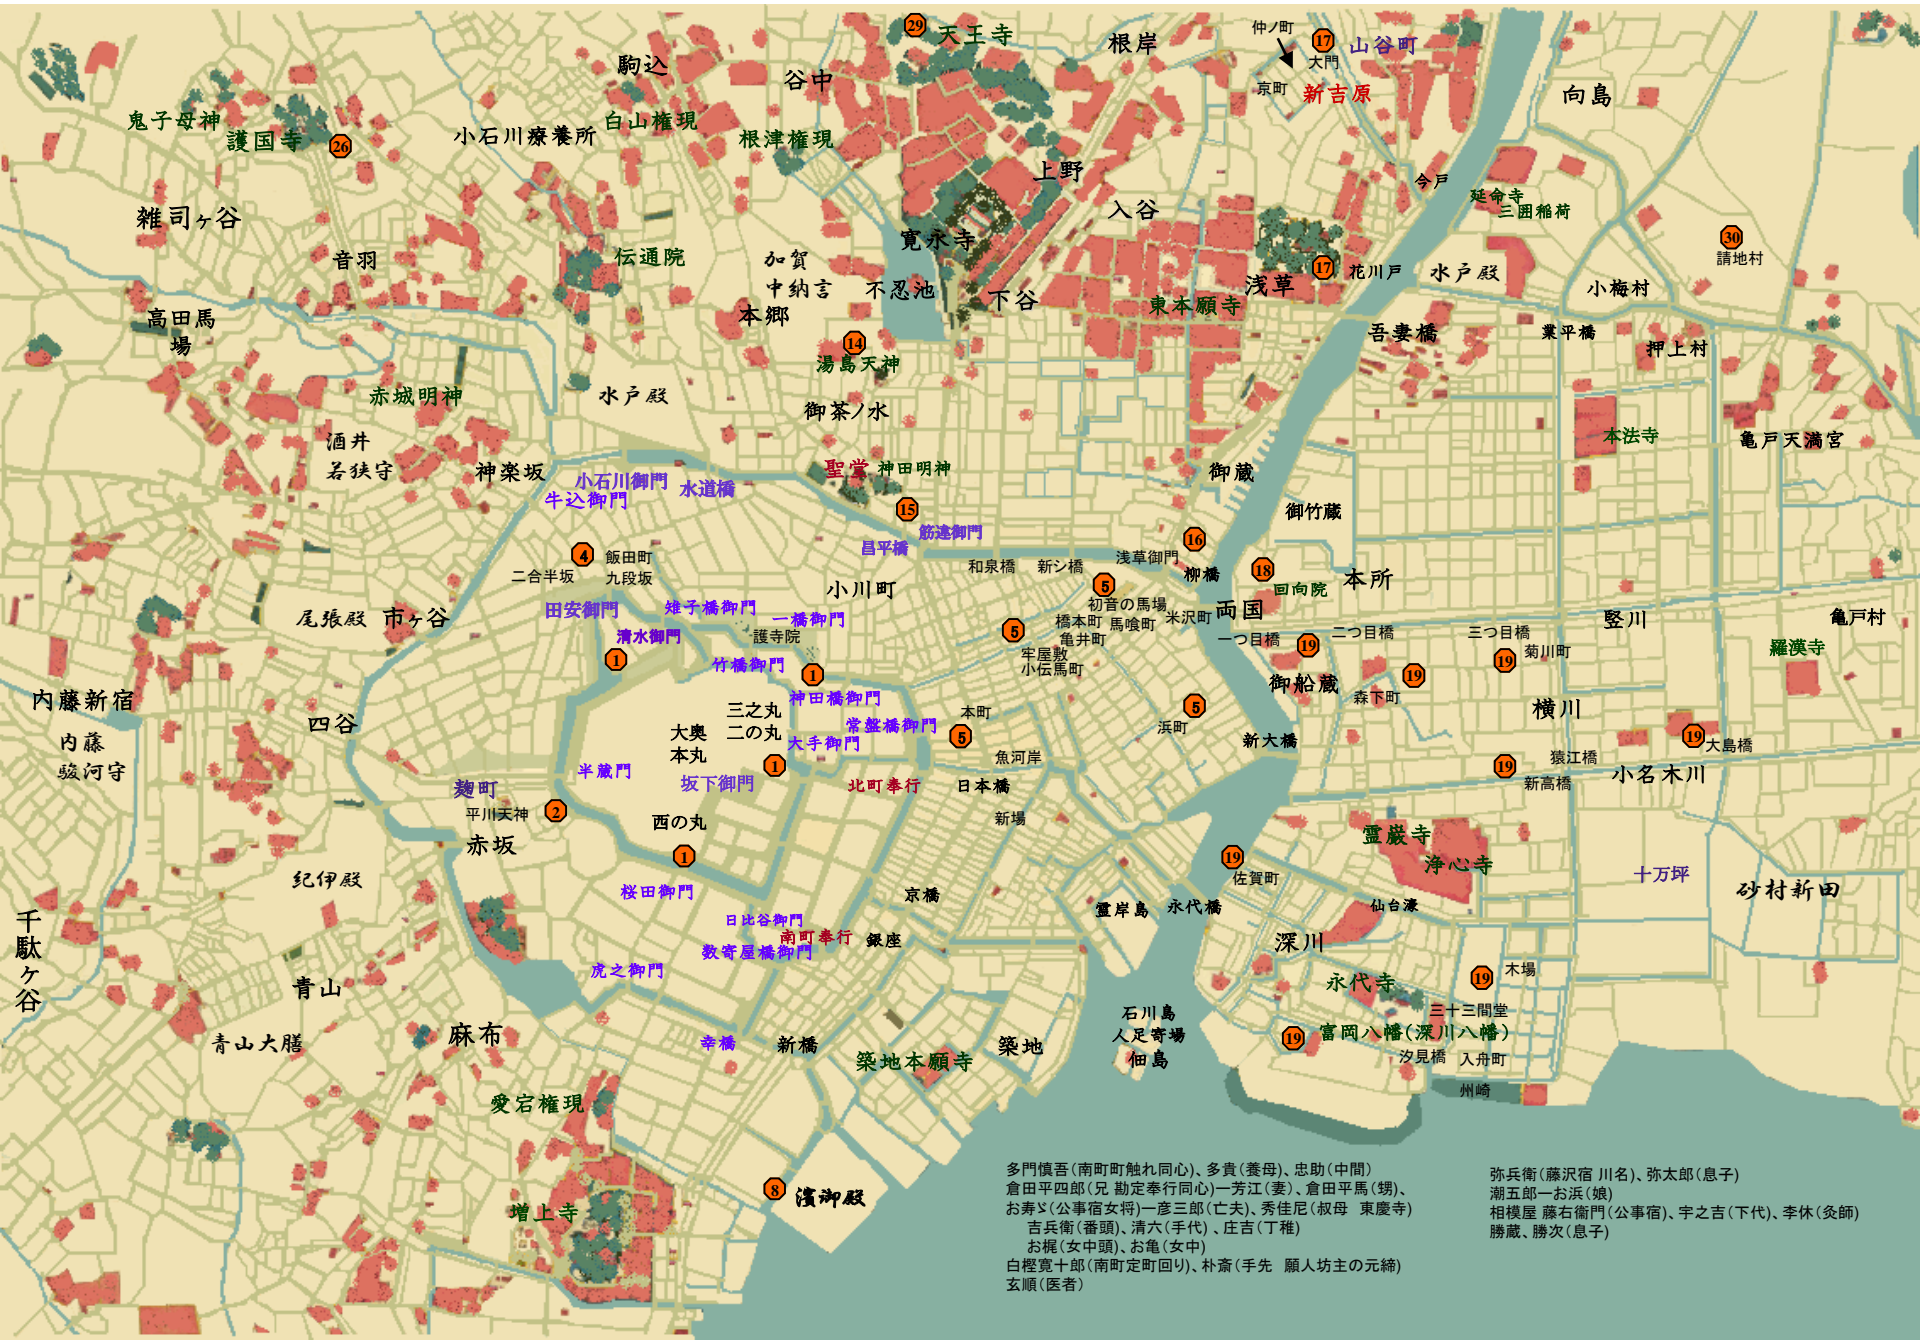 29
天王寺
根岸
仲ノ町
17
山谷町
大門
駒込
谷中
京町
新吉原
向島
鬼子母神
護国寺
26
小石川療養所
白山権現
根津権現
上野
今戸
延命寺
三囲稲荷
雑司ヶ谷
入谷
寛永寺
30
請地村
音羽
伝通院
加賀
中納言
不忍池
下谷
浅草
17
花川戸
水戸殿
小梅村
本郷
東本願寺
高田馬
場
14
湯島天神
吾妻橋
業平橋
押上村
赤城明神
水戸殿
御茶ノ水
酒井
若狭守
神楽坂
聖堂
神田明神
御蔵
本法寺
亀戸天満宮
小石川御門
水道橋
牛込御門
15
御竹蔵
昌平橋
筋違御門
16
4
飯田町
二合半坂
九段坂
和泉橋
新シ橋
浅草御門
柳橋
18
本所
回向院
小川町
5
初音の馬場
尾張殿
市ヶ谷
田安御門
雉子橋御門
一橋御門
橋本町
馬喰町
米沢町
両国
竪川
亀戸村
清水御門
護寺院
5
亀井町
一つ目橋
19
二つ目橋
三つ目橋
羅漢寺
1
竹橋御門
1
牢屋敷
小伝馬町
19
菊川町
内藤新宿
神田橋御門
御船蔵
19
森下町
四谷
三之丸
二の丸
大奥
本丸
常盤橋御門
本町
5
浜町
5
横川
内藤
駿河守
大手御門
新大橋
19
大島橋
半蔵門
1
坂下御門
魚河岸
19
猿江橋
小名木川
麹町
北町奉行
日本橋
新高橋
平川天神
2
西の丸
新場
赤坂
1
霊巌寺
浄心寺
紀伊殿
19
佐賀町
十万坪
砂村新田
桜田御門
京橋
霊岸島
永代橋
仙台濠
千
駄
ヶ
谷
日比谷御門
南町奉行
銀座
数寄屋橋御門
深川
虎之御門
19
木場
青山
永代寺
石川島
人足寄場
佃島
三十三間堂
青山大膳
麻布
幸橋
新橋
築地
19
富岡八幡(深川八幡)
築地本願寺
汐見橋
入舟町
州崎
愛宕権現
増上寺
8
濱御殿
多門慎吾(南町町触れ同心)、多貴(養母)、忠助(中間)
倉田平四郎(兄 勘定奉行同心)―芳江(妻)、倉田平馬(甥)、
お寿ゞ(公事宿女将)―彦三郎(亡夫)、秀佳尼(叔母 東慶寺)
吉兵衛(番頭)、清六(手代)、庄吉(丁稚)
お梶(女中頭)、お亀(女中)
白樫寛十郎(南町定町回り)、朴斎(手先 願人坊主の元締)
玄順(医者)
弥兵衛(藤沢宿 川名)、弥太郎(息子)
潮五郎―お浜(娘)
相模屋 藤右衛門(公事宿)、宇之吉(下代)、李休(灸師)
勝蔵、勝次(息子)